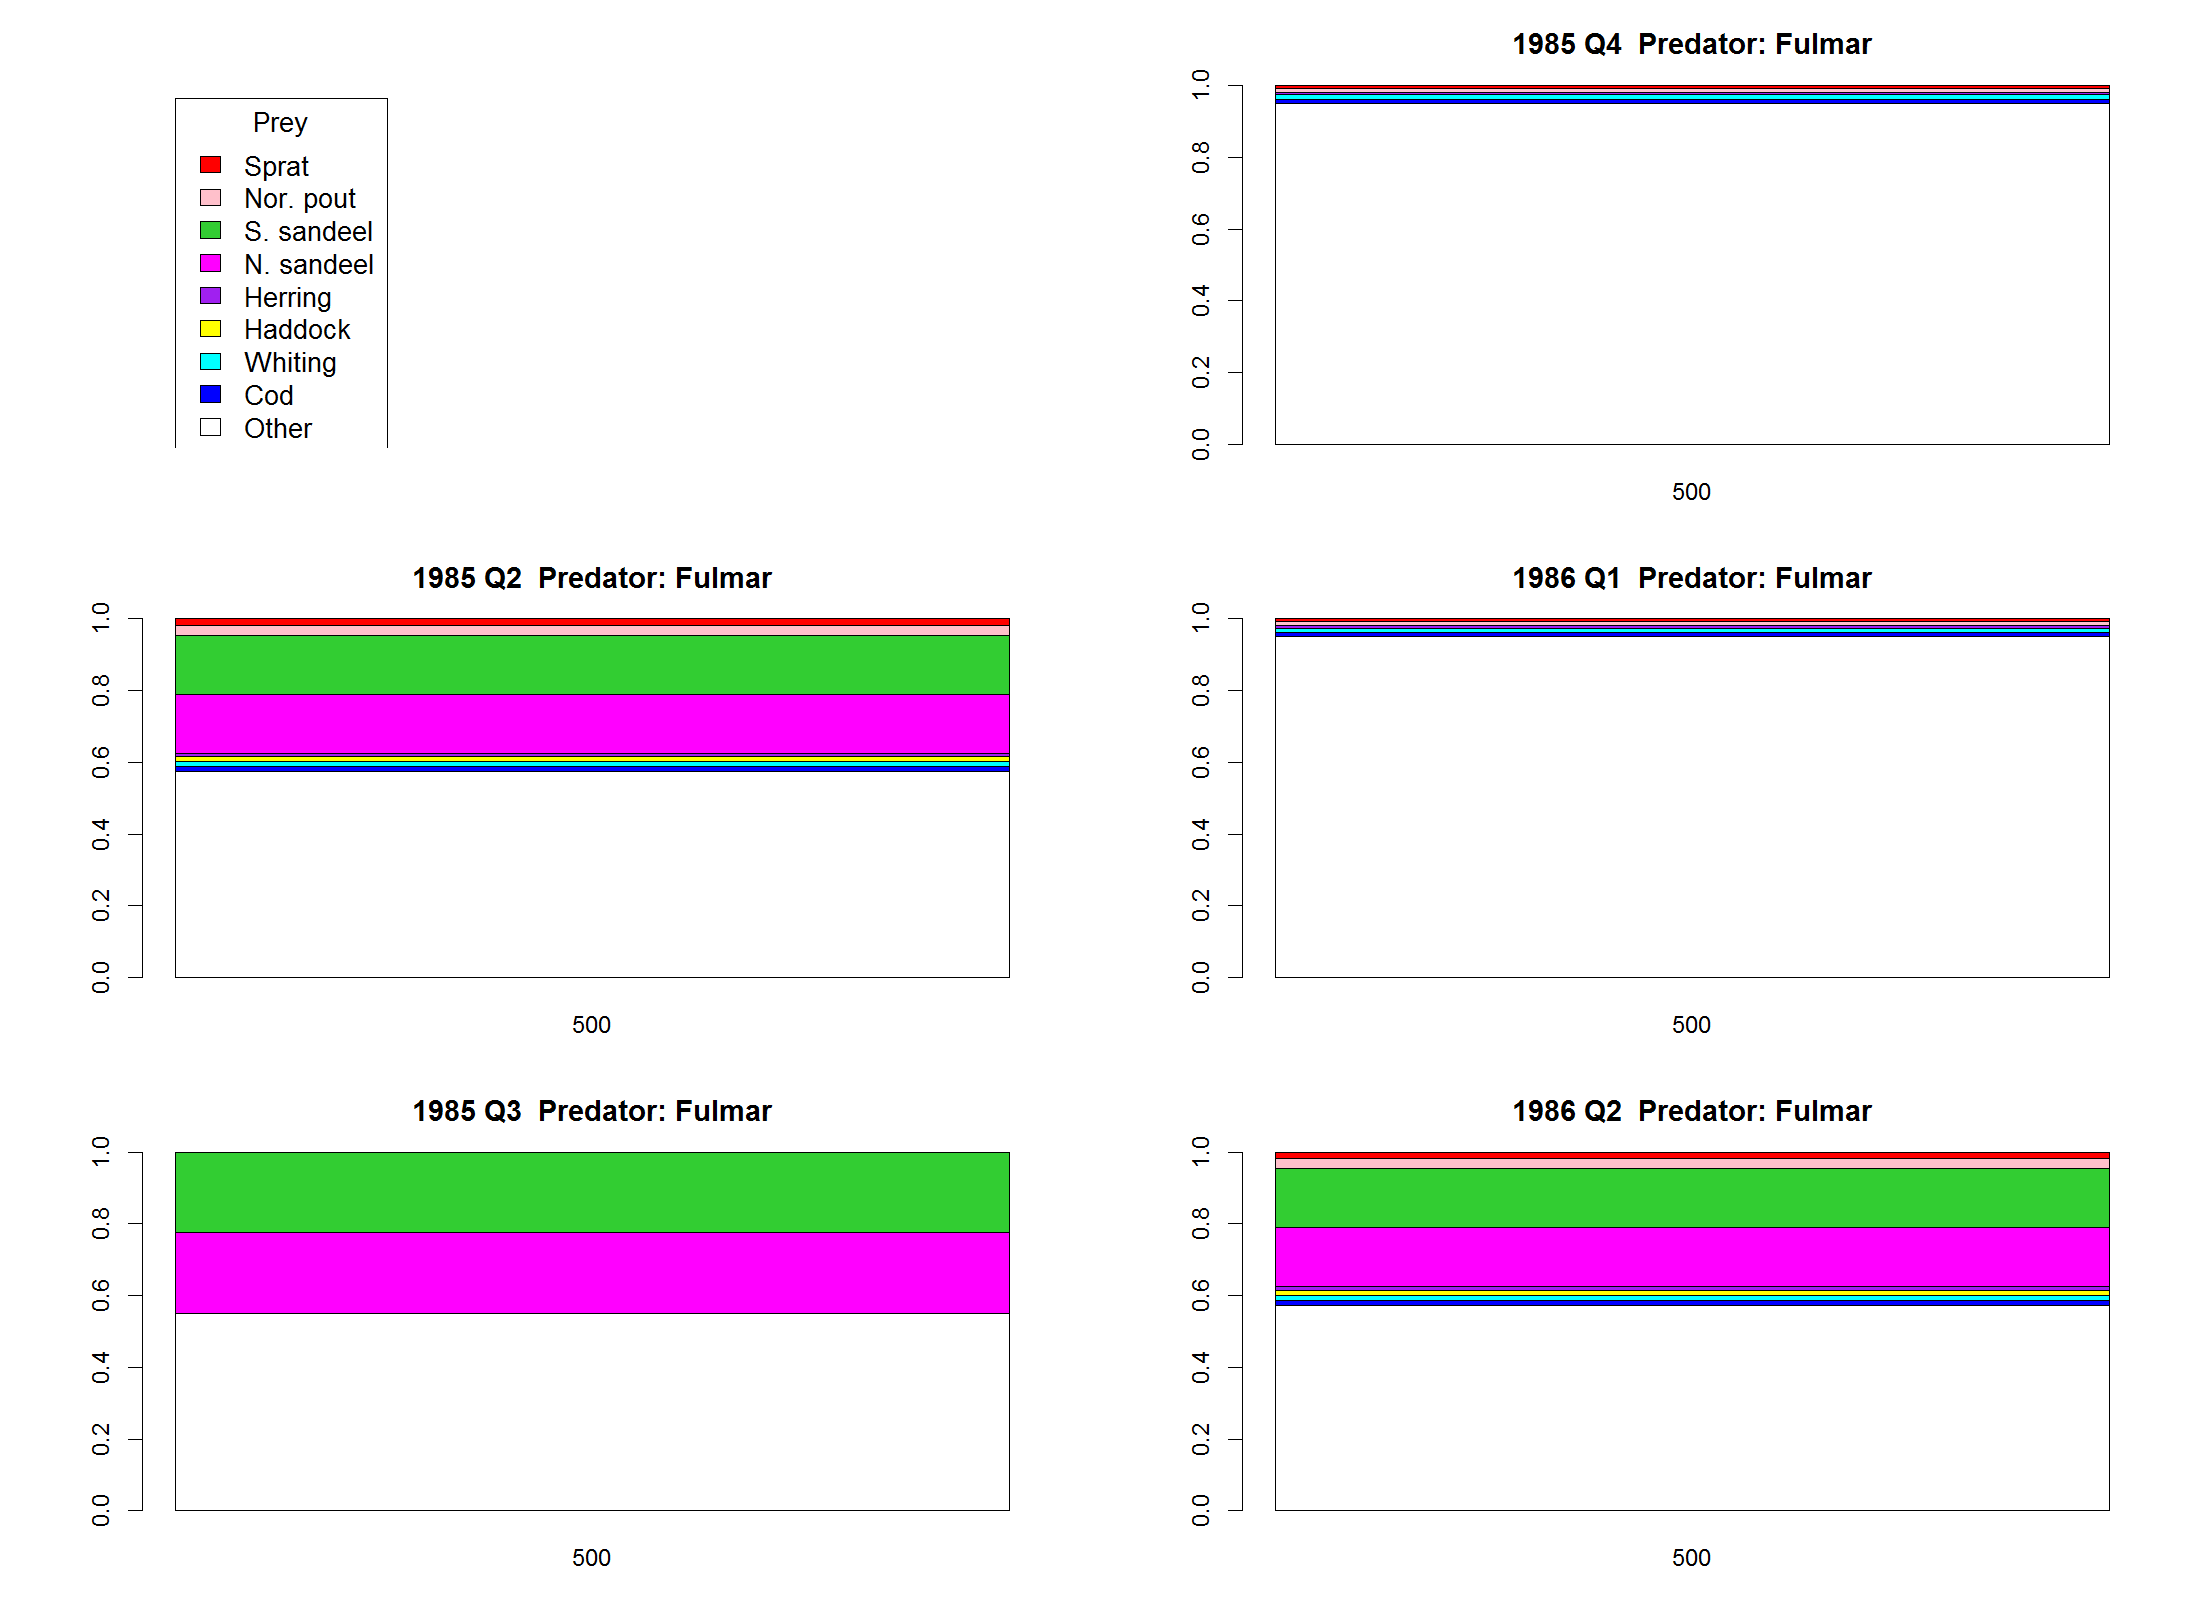 Prey
Sprat
Nor. pout
S. sandeel
N. sandeel
Herring
Haddock
Whiting
Cod
Other
1985 Q4  Predator: Fulmar
1.0
0.8
0.6
0.4
0.2
0.0
500
1985 Q2  Predator: Fulmar
1.0
0.8
0.6
0.4
0.2
0.0
500
1986 Q1  Predator: Fulmar
1.0
0.8
0.6
0.4
0.2
0.0
500
1985 Q3  Predator: Fulmar
1.0
0.8
0.6
0.4
0.2
0.0
500
1986 Q2  Predator: Fulmar
1.0
0.8
0.6
0.4
0.2
0.0
500